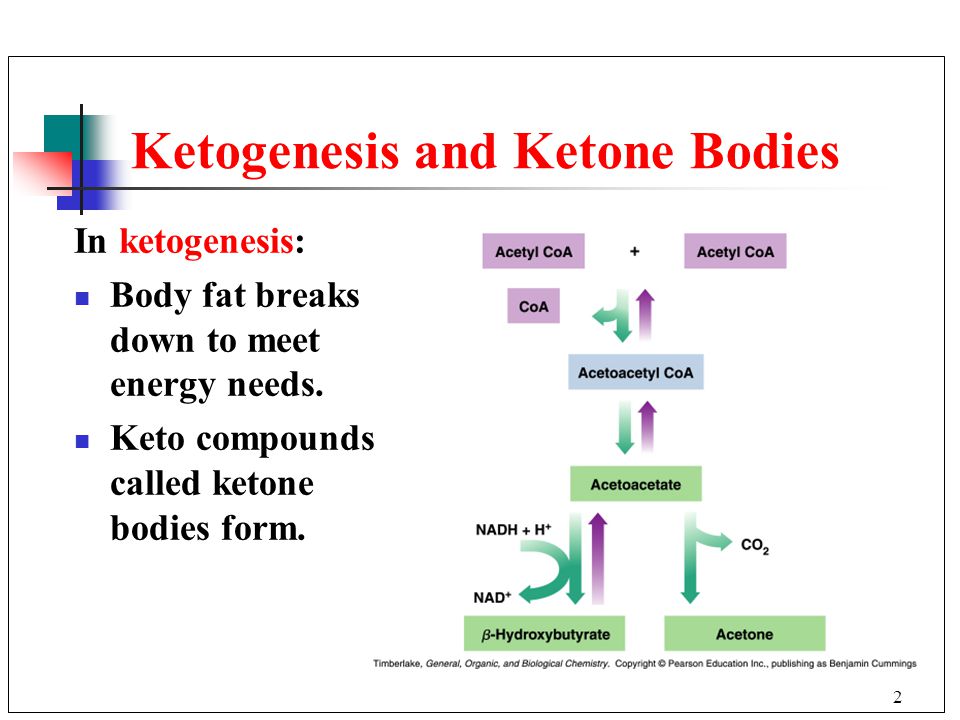 Ketogenesis and Ketone Bodies
In ketogenesis:
Body fat breaks
down to meet
energy needs.
Keto compounds
called ketone
bodies form.
Acetyl CoA + Acetyl CoA
CoA
Acetoacetyl CoA
Acetoacetate
NADH + H⁺
CO₂
NAD⁺
β-Hydroxybutyrate
Acetone
Timberlake, General, Organic, and Biological Chemistry. Copyright © Pearson Education Inc., publishing as Benjamin Cummings
2